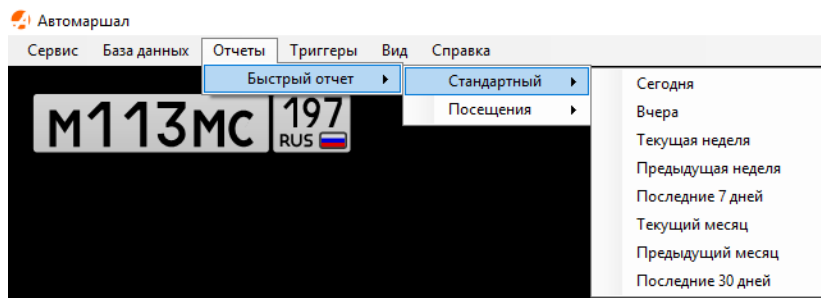 Автомаршал
Сервис База данных Отчеты Триггеры Вид Справка
Быстрый отчет Стандартный Сегодня
Посещения Вчера
М113МС 197
RUS
Текущая неделя
Предыдущая неделя
Последние 7 дней
Текущий месяц
Предыдущий месяц
Последние 30 дней